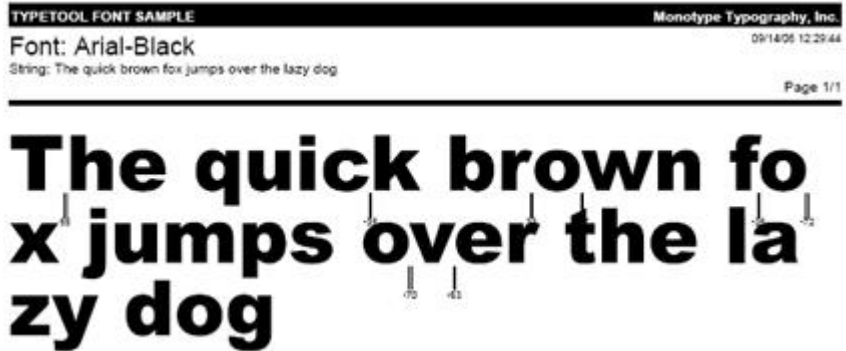 TYPETOOL FONT SAMPLE Monotype Typography, Inc.
Font: Arial-Black 09/14/06 12:29:44
String: The quick brown fox jumps over the lazy dog
Page 1/1
The quick brown fo
x jumps over the la
-70 -63
zy dog